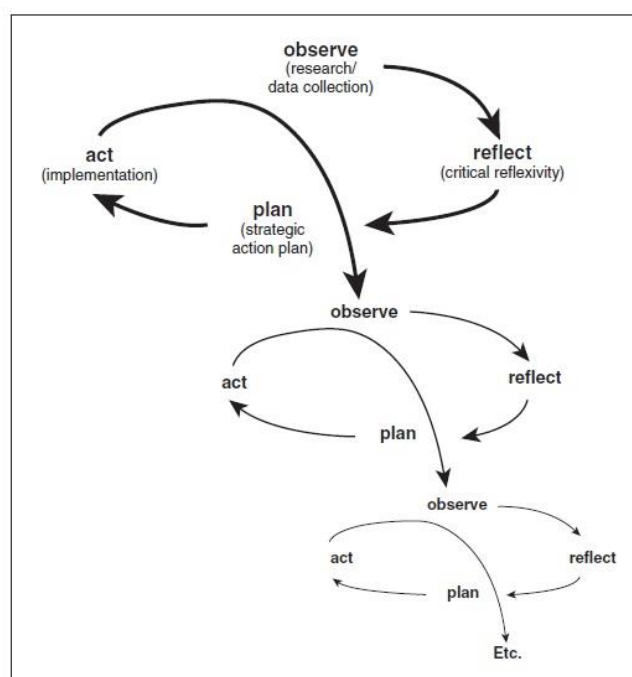 observe
(research/
data collection)
act
(implementation)
reflect
(critical reflexivity)
plan
(strategic
action plan)
observe
act
reflect
plan
observe
act
reflect
plan
Etc.